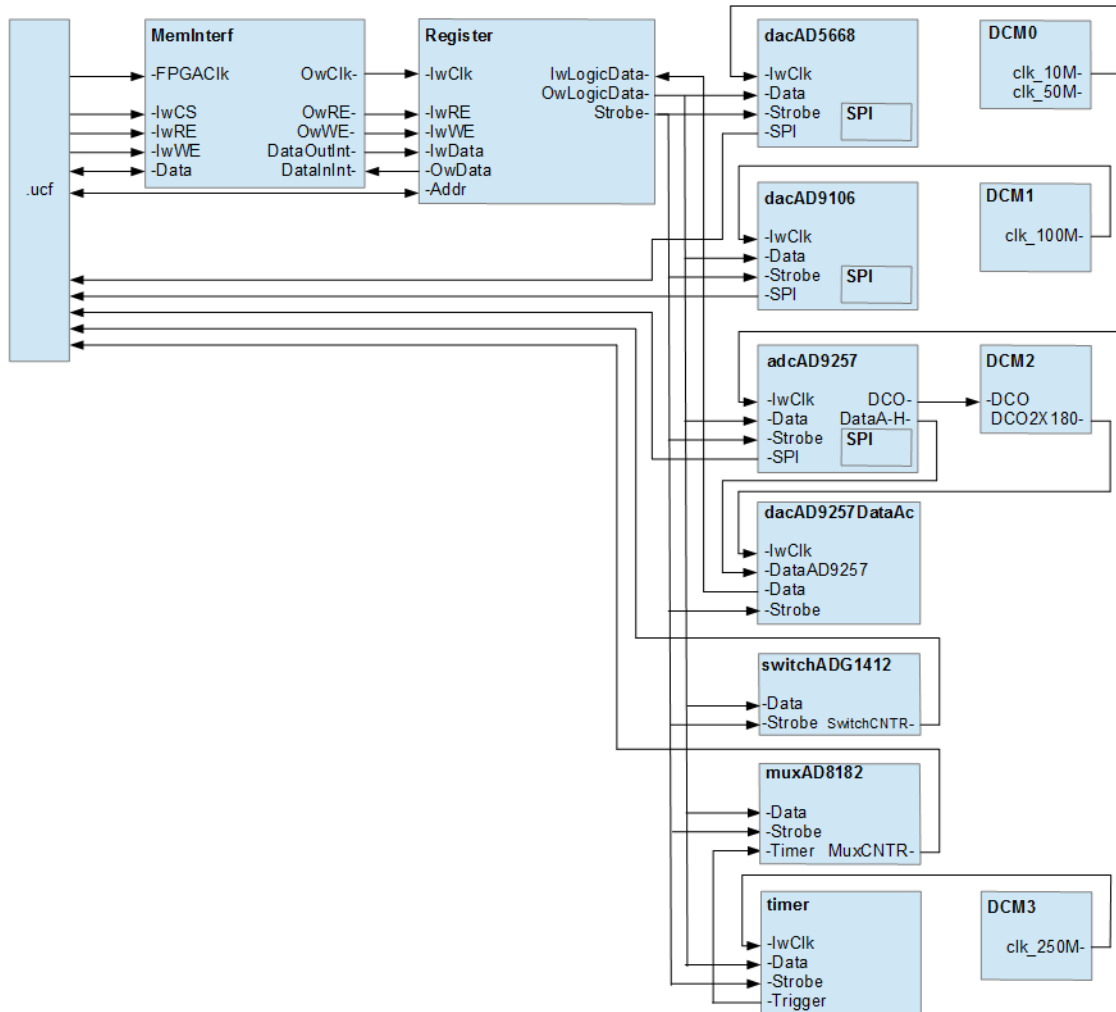 .ucf
MemInterf
-FPGAClk OwClk-
-IwCS
-IwRE OwRE-
-IwWE OwWE-
DataOutInt-
-Data DataInInt-
Register
-IwClk IwLogicData-
OwLogicData-
Strobe-
-IwRE
-IwWE
-IwData
-OwData
-Addr
dacAD5668
-IwClk
-Data
-Strobe SPI
-SPI
DCM0
clk_10M-
clk_50M-
dacAD9106
-IwClk
-Data
-Strobe SPI
-SPI
DCM1
clk_100M-
adcAD9257
-IwClk DCO-
-Data DataA-H-
-Strobe SPI
-SPI
DCM2
-DCO
DCO2X180-
dacAD9257DataAc
-IwClk
-DataAD9257
-Data
-Strobe
switchADG1412
-Data
-Strobe SwitchCNTR-
muxAD8182
-Data
-Strobe
-Timer MuxCNTR-
timer
-IwClk
-Data
-Strobe
-Trigger
DCM3
clk_250M-